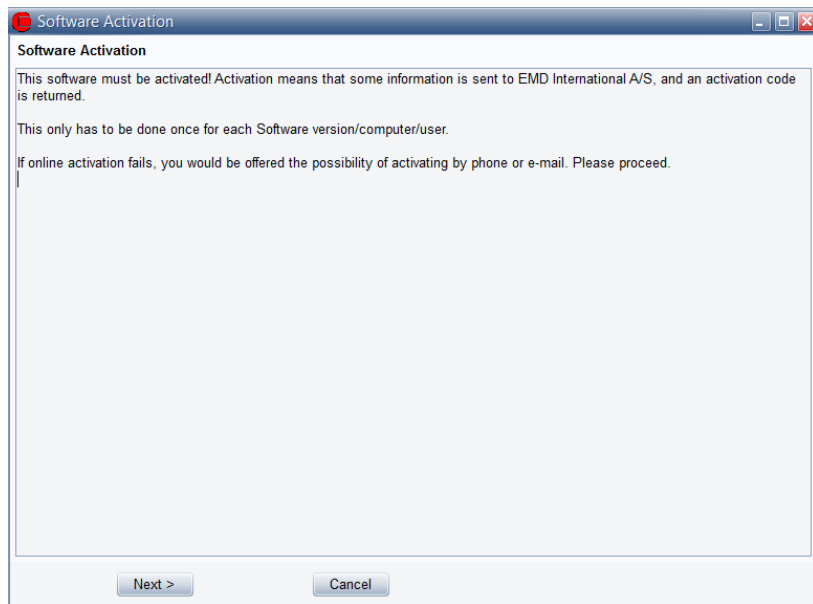 Software Activation
Software Activation
This software must be activated! Activation means that some information is sent to EMD International A/S, and an activation code
is returned.
This only has to be done once for each Software version/computer/user.
If online activation fails, you would be offered the possibility of activating by phone or e-mail. Please proceed.
Next > Cancel